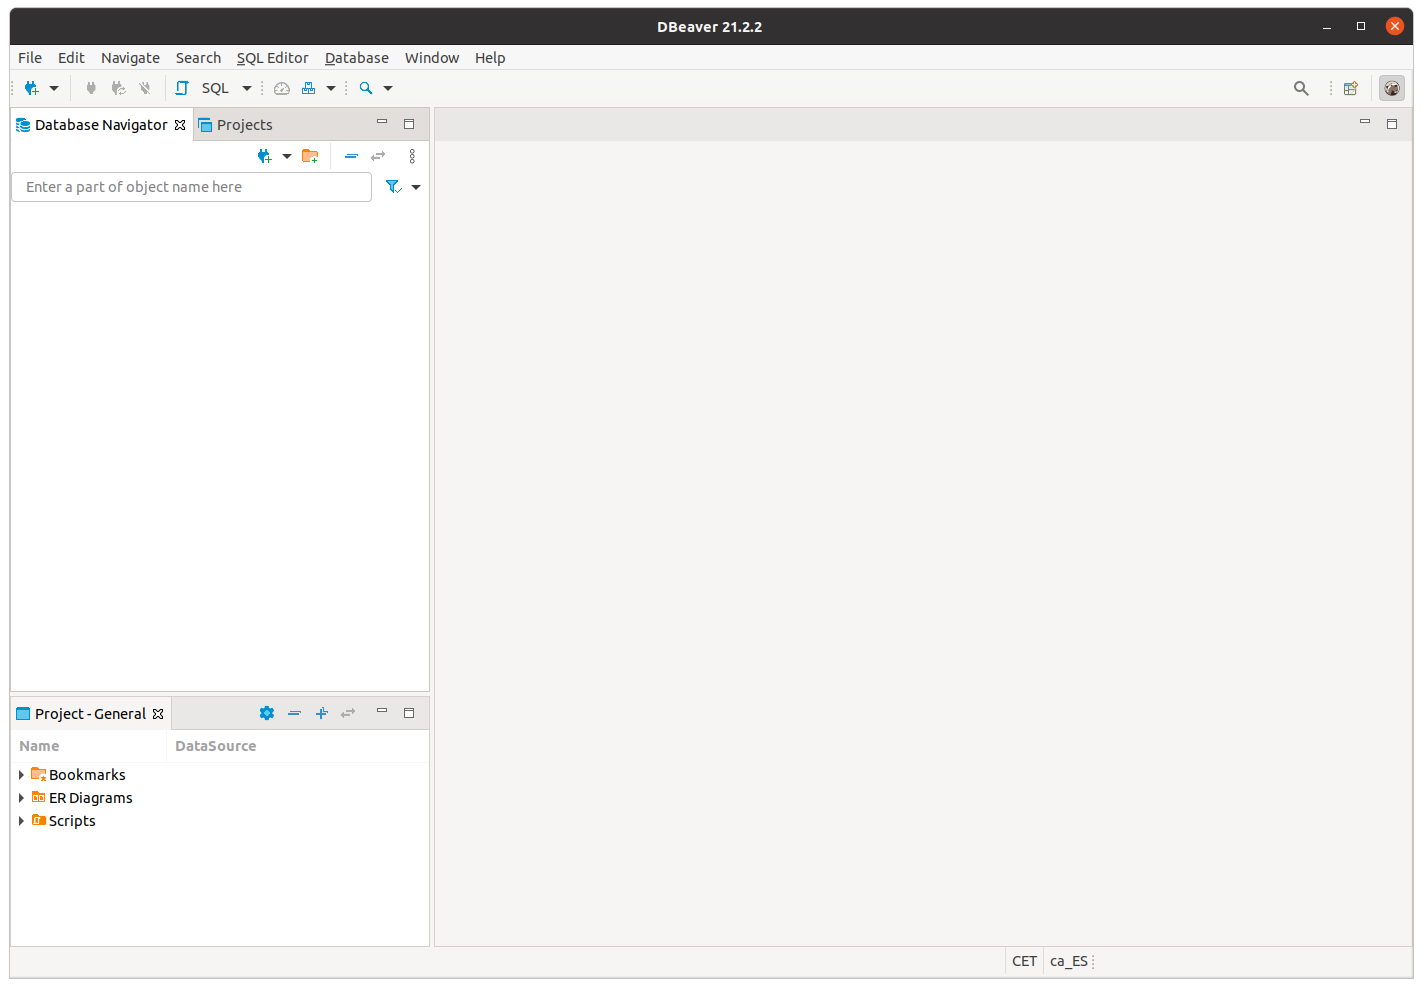 DBeaver 21.2.2
File Edit Navigate Search SQL Editor Database Window Help
SQL
Database Navigator Projects
Enter a part of object name here
Project - General
Name DataSource
Bookmarks
ER Diagrams
Scripts
CET ca_ES